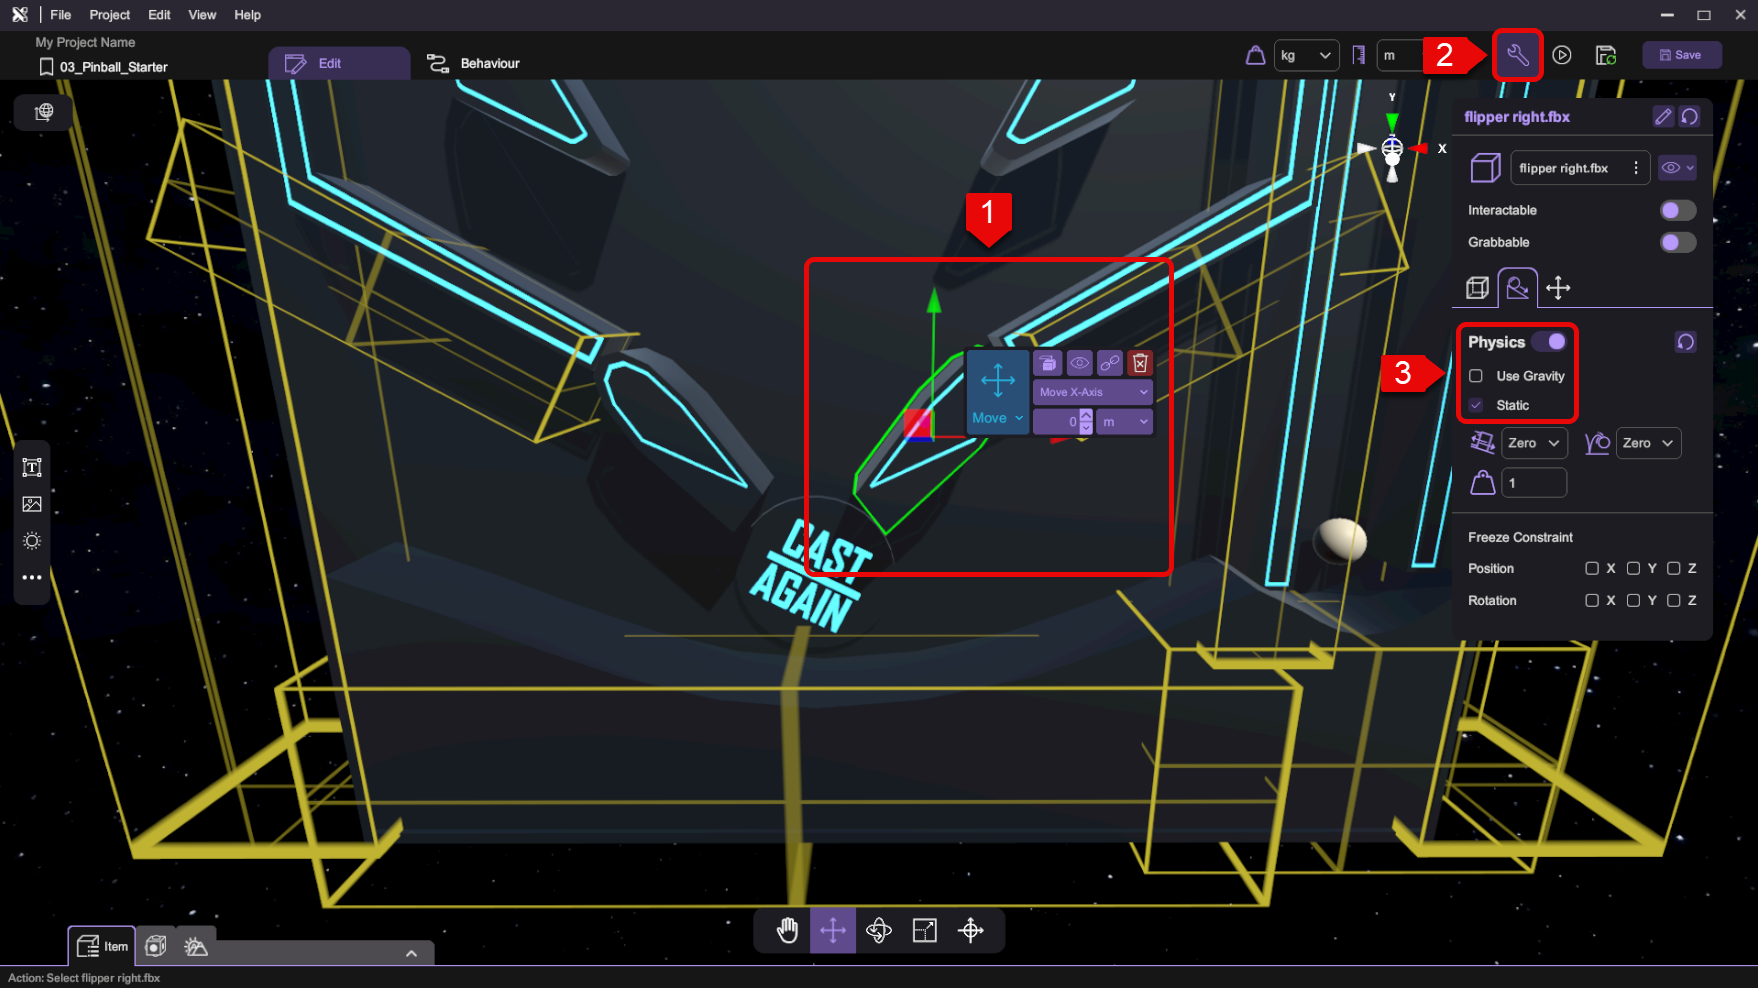 File Project Edit View Help
My Project Name
03_Pinball_Starter
Edit
Behaviour
kg
m
2
Save
Y
X
flipper right.fbx
flipper right.fbx
Interactable
Grabbable
1
Physics
3
Use Gravity
Static
Move
Move X-Axis
0
m
Zero
Zero
1
CAST
AGAIN
Freeze Constraint
Position X Y Z
Rotation X Y Z
Item
Action: Select flipper right.fbx